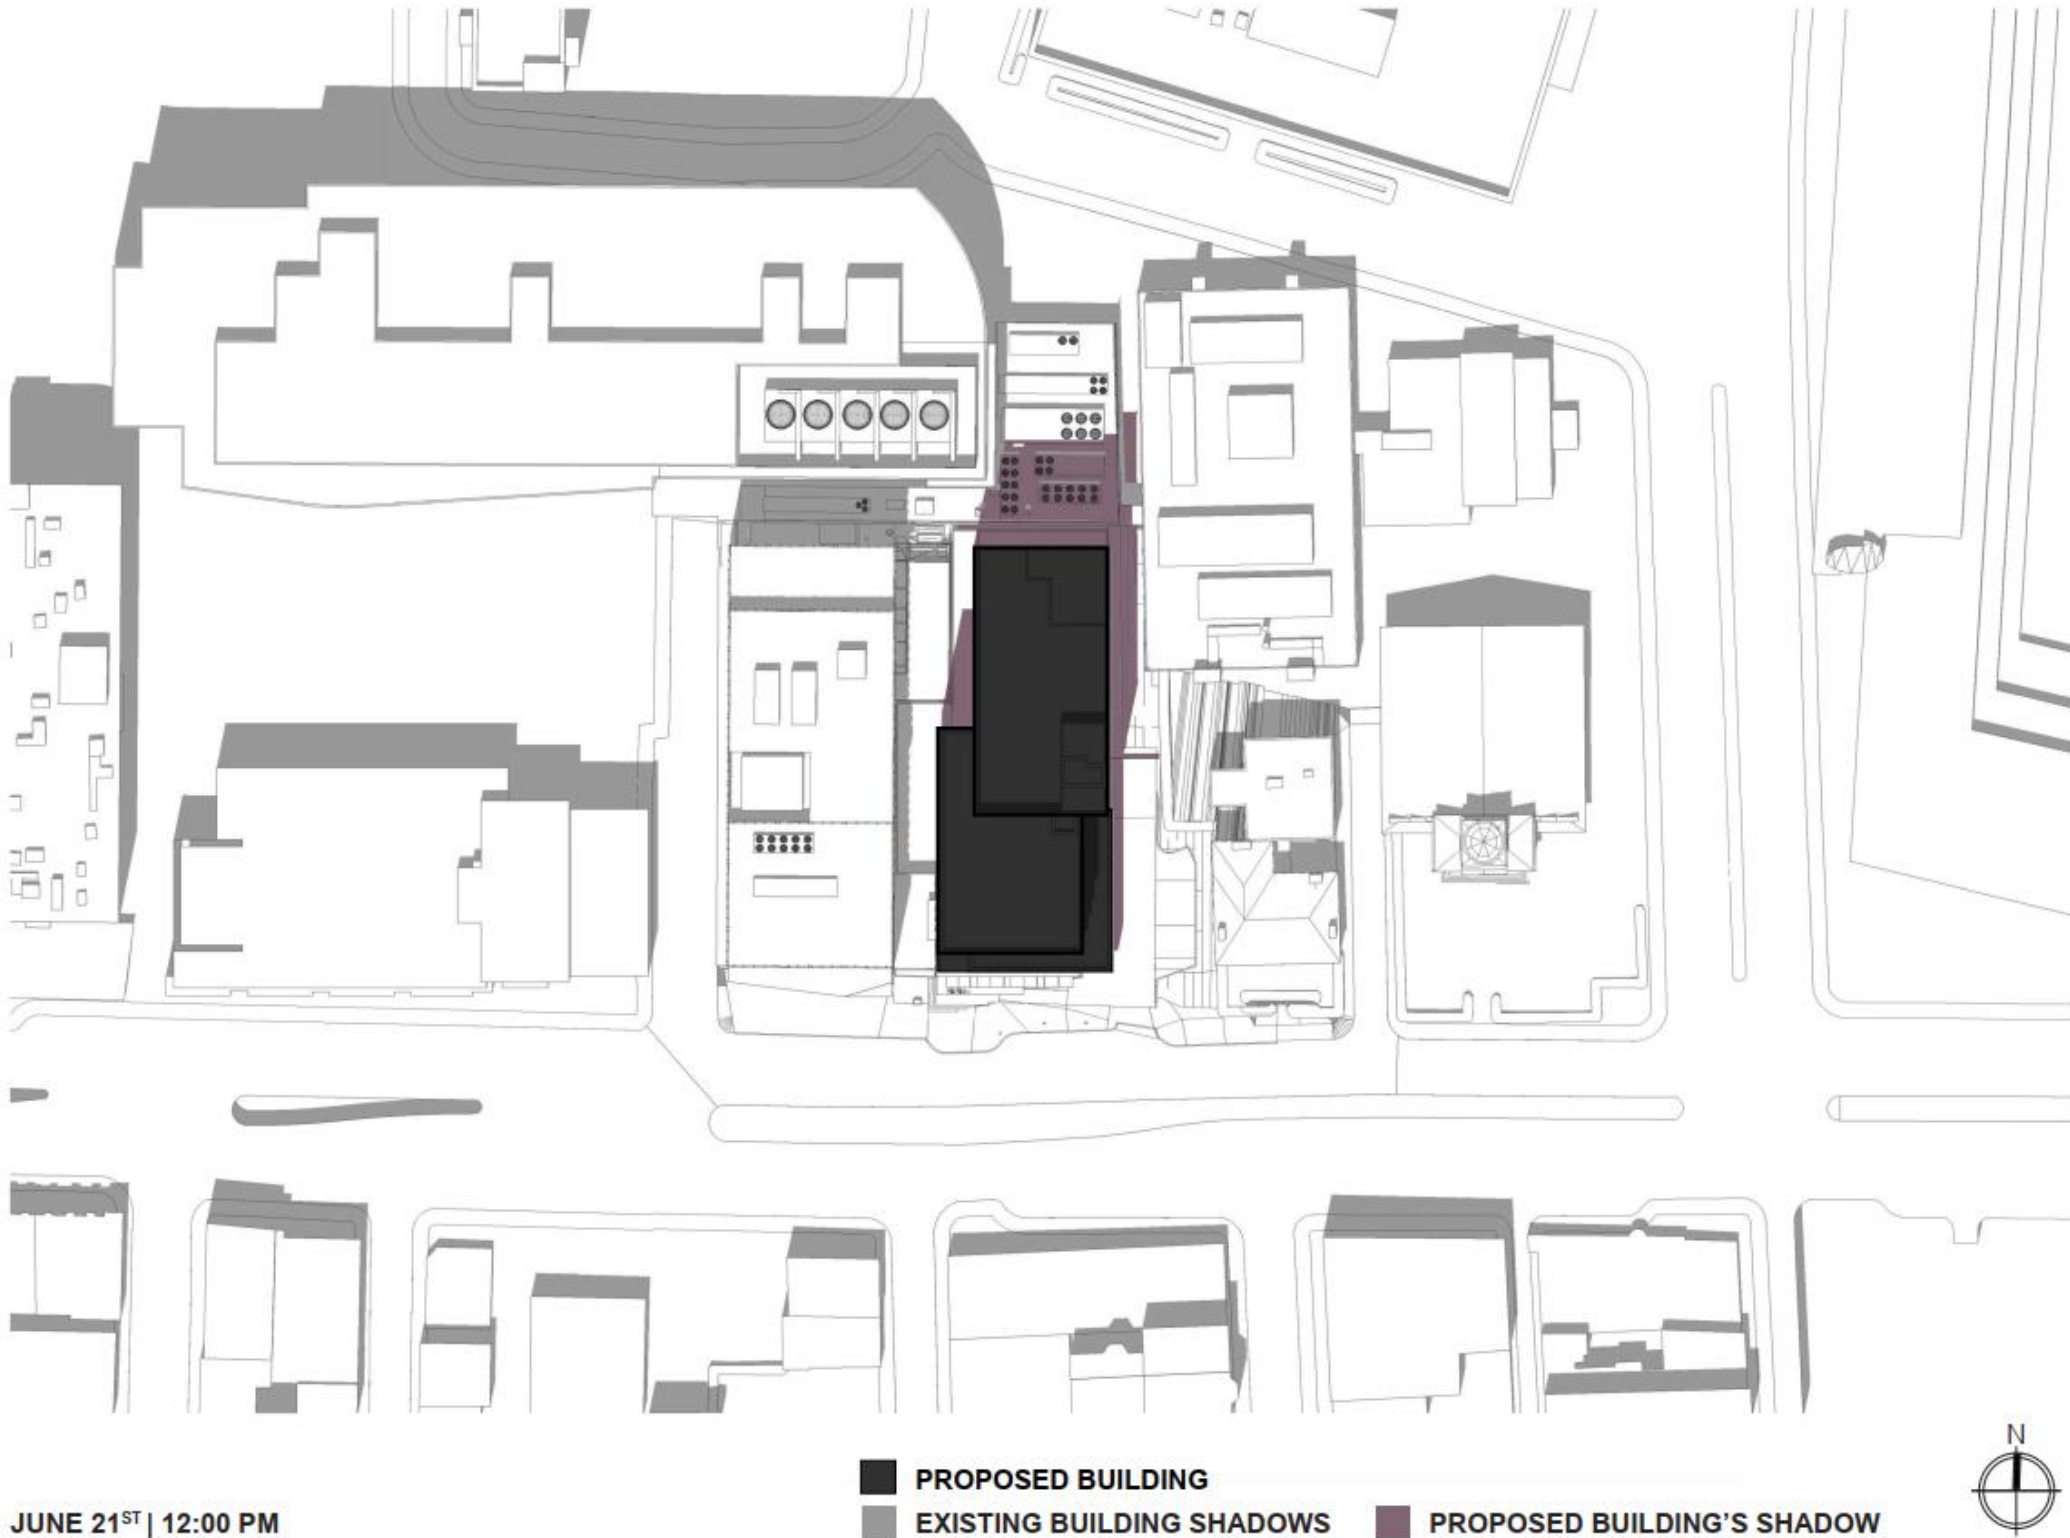 N
PROPOSED BUILDING
JUNE 21ST | 12:00 PM
EXISTING BUILDING SHADOWS
PROPOSED BUILDING'S SHADOW